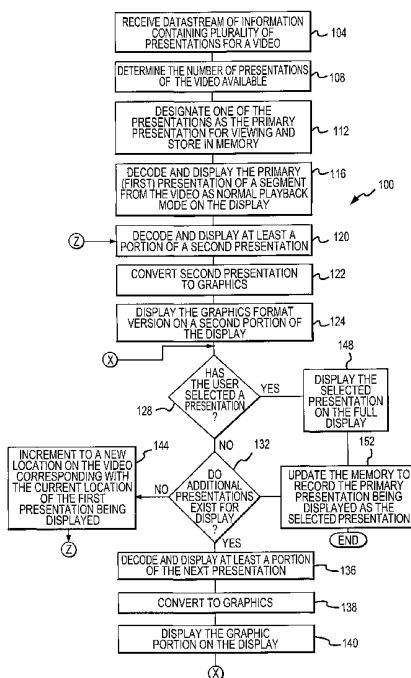 RECEIVE DATASTREAM OF INFORMATION
CONTAINING PLURALITY OF
PRESENTATIONS FOR A VIDEO
104
DETERMINE THE NUMBER OF PRESENTATIONS
OF THE VIDEO AVAILABLE
108
DESIGNATE ONE OF THE
PRESENTATIONS AS THE PRIMARY
PRESENTATION FOR VIEWING AND
STORE IN MEMORY
112
DECODE AND DISPLAY THE PRIMARY
(FIRST) PRESENTATION OF A SEGMENT
FROM THE VIDEO AS NORMAL PLAYBACK
MODE ON THE DISPLAY
116
100
Z
DECODE AND DISPLAY AT LEAST A
PORTION OF A SECOND PRESENTATION
120
CONVERT SECOND PRESENTATION
TO GRAPHICS
122
DISPLAY THE GRAPHICS FORMAT
VERSION ON A SECOND PORTION OF
THE DISPLAY
124
X
HAS
THE USER
SELECTED A
PRESENTATION
?
128
YES
NO
148
DISPLAY THE
SELECTED
PRESENTATION
ON THE FULL
DISPLAY
144
INCREMENT TO A NEW
LOCATION ON THE VIDEO
CORRESPONDING WITH
THE CURRENT LOCATION
OF THE FIRST
PRESENTATION BEING
DISPLAYED
Z
NO
132
DO
ADDITIONAL
PRESENTATIONS
EXIST FOR
DISPLAY
?
YES
152
UPDATE THE MEMORY TO
RECORD THE PRIMARY
PRESENTATION BEING
DISPLAYED AS THE
SELECTED PRESENTATION
END
DECODE AND DISPLAY AT LEAST A PORTION
OF THE NEXT PRESENTATION
136
CONVERT TO GRAPHICS
138
DISPLAY THE GRAPHIC
PORTION ON THE DISPLAY
140
X